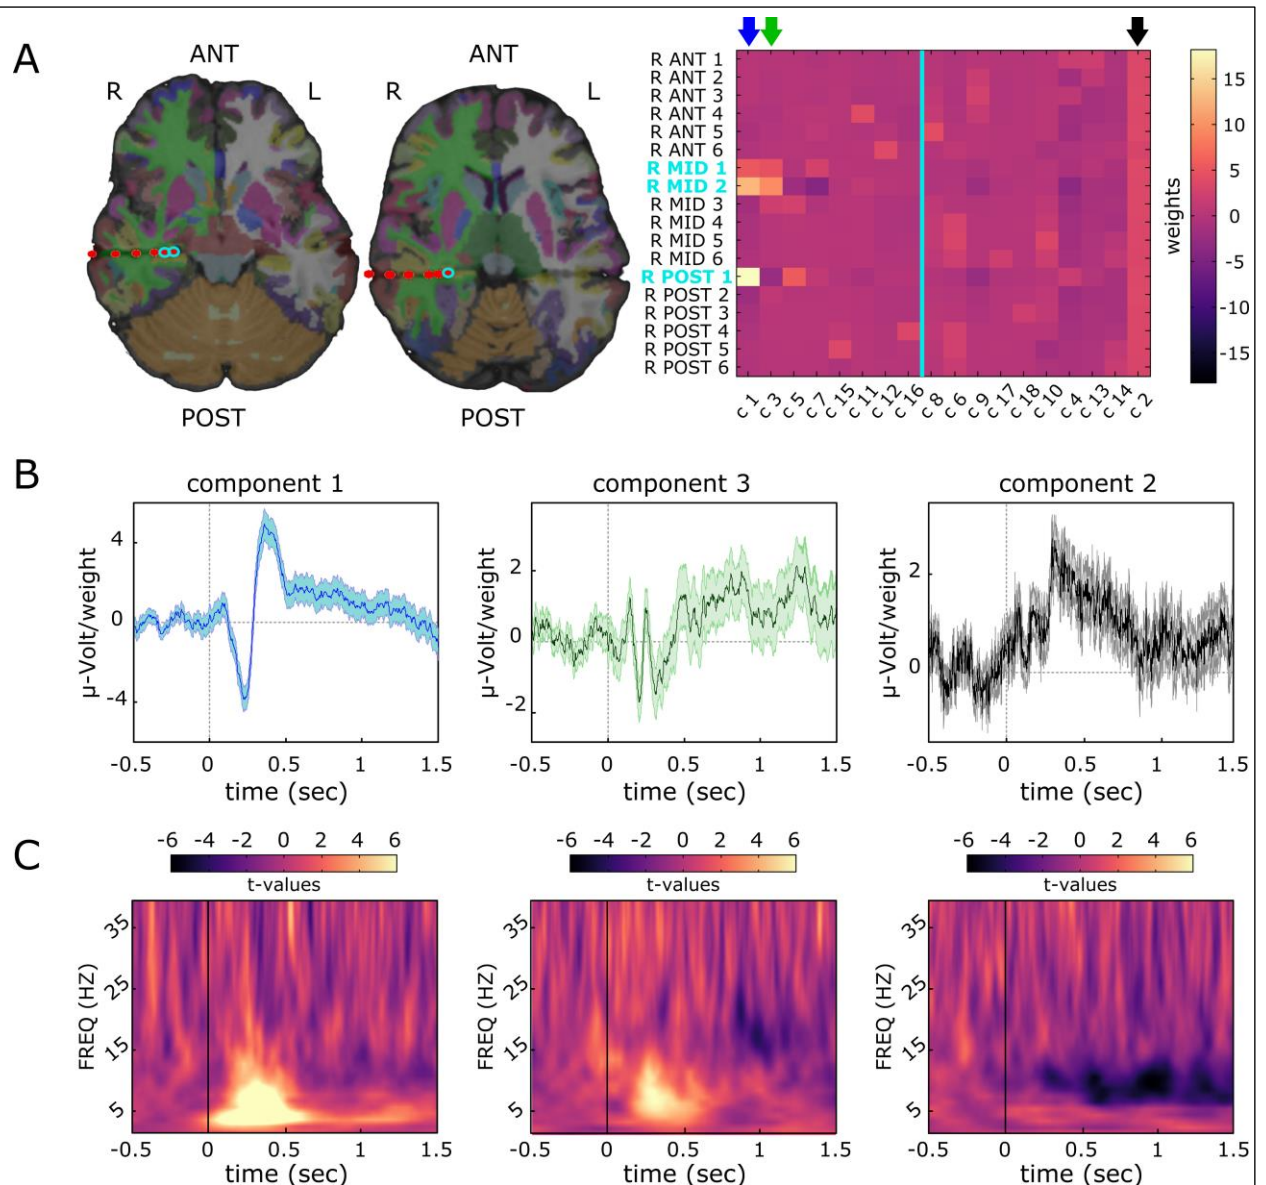 A
ANT
R
L
POST
ANT
R
L
POST
R ANT 1
R ANT 2
R ANT 3
R ANT 4
R ANT 5
R ANT 6
R MID 1
R MID 2
R MID 3
R MID 4
R MID 5
R MID 6
R POST 1
R POST 2
R POST 3
R POST 4
R POST 5
R POST 6
c 1 c 3 c 5 c 7 c 15 c 11 c 12 c 16 c 8 c 6 c 9 c 17 c 18 c 10 c 4 c 13 c 14 c 2
weights
15
10
5
0
-5
-10
-15
B
component 1
μ-Volt/weight
4
0
-4
-0.5 0 0.5 1 1.5
time (sec)
component 3
μ-Volt/weight
2
0
-2
-0.5 0 0.5 1 1.5
time (sec)
component 2
μ-Volt/weight
2
0
-0.5 0 0.5 1 1.5
time (sec)
C
-6 -4 -2 0 2 4 6
t-values
FREQ (HZ)
35
25
15
5
-0.5 0 0.5 1 1.5
time (sec)
-6 -4 -2 0 2 4 6
t-values
FREQ (HZ)
35
25
15
5
-0.5 0 0.5 1 1.5
time (sec)
-6 -4 -2 0 2 4 6
t-values
FREQ (HZ)
35
25
15
5
-0.5 0 0.5 1 1.5
time (sec)